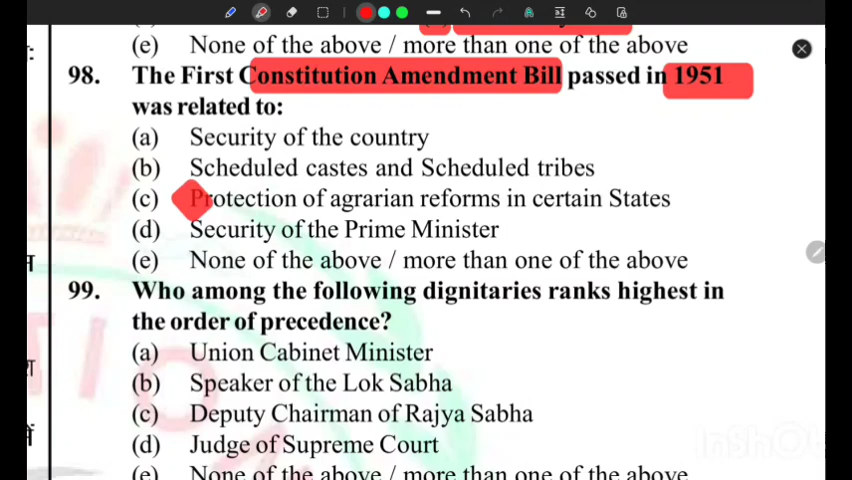 (e) None of the above / more than one of the above
98. The First Constitution Amendment Bill passed in 1951
was related to:
(a) Security of the country
(b) Scheduled castes and Scheduled tribes
(c) Protection of agrarian reforms in certain States
(d) Security of the Prime Minister
(e) None of the above / more than one of the above
99. Who among the following dignitaries ranks highest in
the order of precedence?
(a) Union Cabinet Minister
(b) Speaker of the Lok Sabha
(c) Deputy Chairman of Rajya Sabha
(d) Judge of Supreme Court
(e) None of the above / more than one of the above